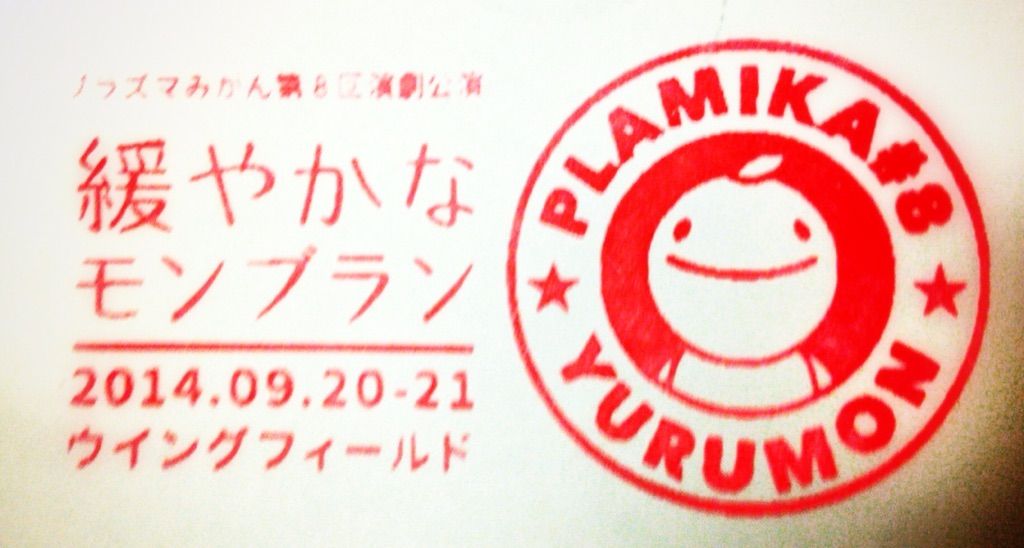 プラズマみかん第8区演劇公演
緩やかな
モンブラン
2014.09.20-21
ウイングフィールド
PLAMIKA#8
YURUMON